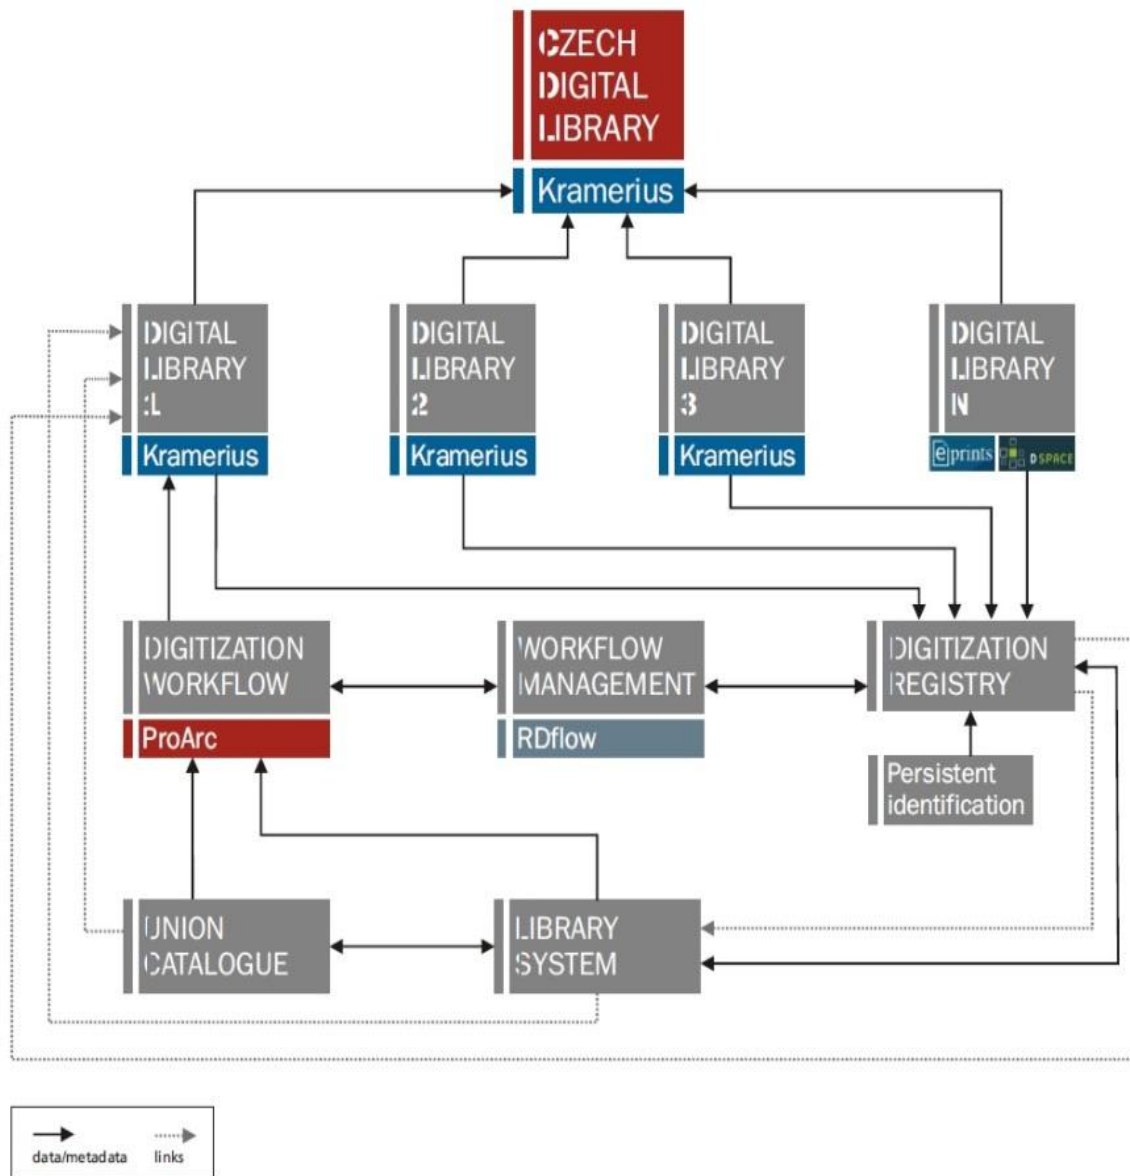 CZECH
DIGITAL
LIBRARY
Kramerius
DIGITAL
LIBRARY
1
Kramerius
DIGITAL
LIBRARY
2
Kramerius
DIGITAL
LIBRARY
3
Kramerius
DIGITAL
LIBRARY
N
eprints
DSPACE
DIGITIZATION
WORKFLOW
ProArc
WORKFLOW
MANAGEMENT
RDflow
DIGITIZATION
REGISTRY
Persistent
identification
UNION
CATALOGUE
LIBRARY
SYSTEM
data/metadata
links